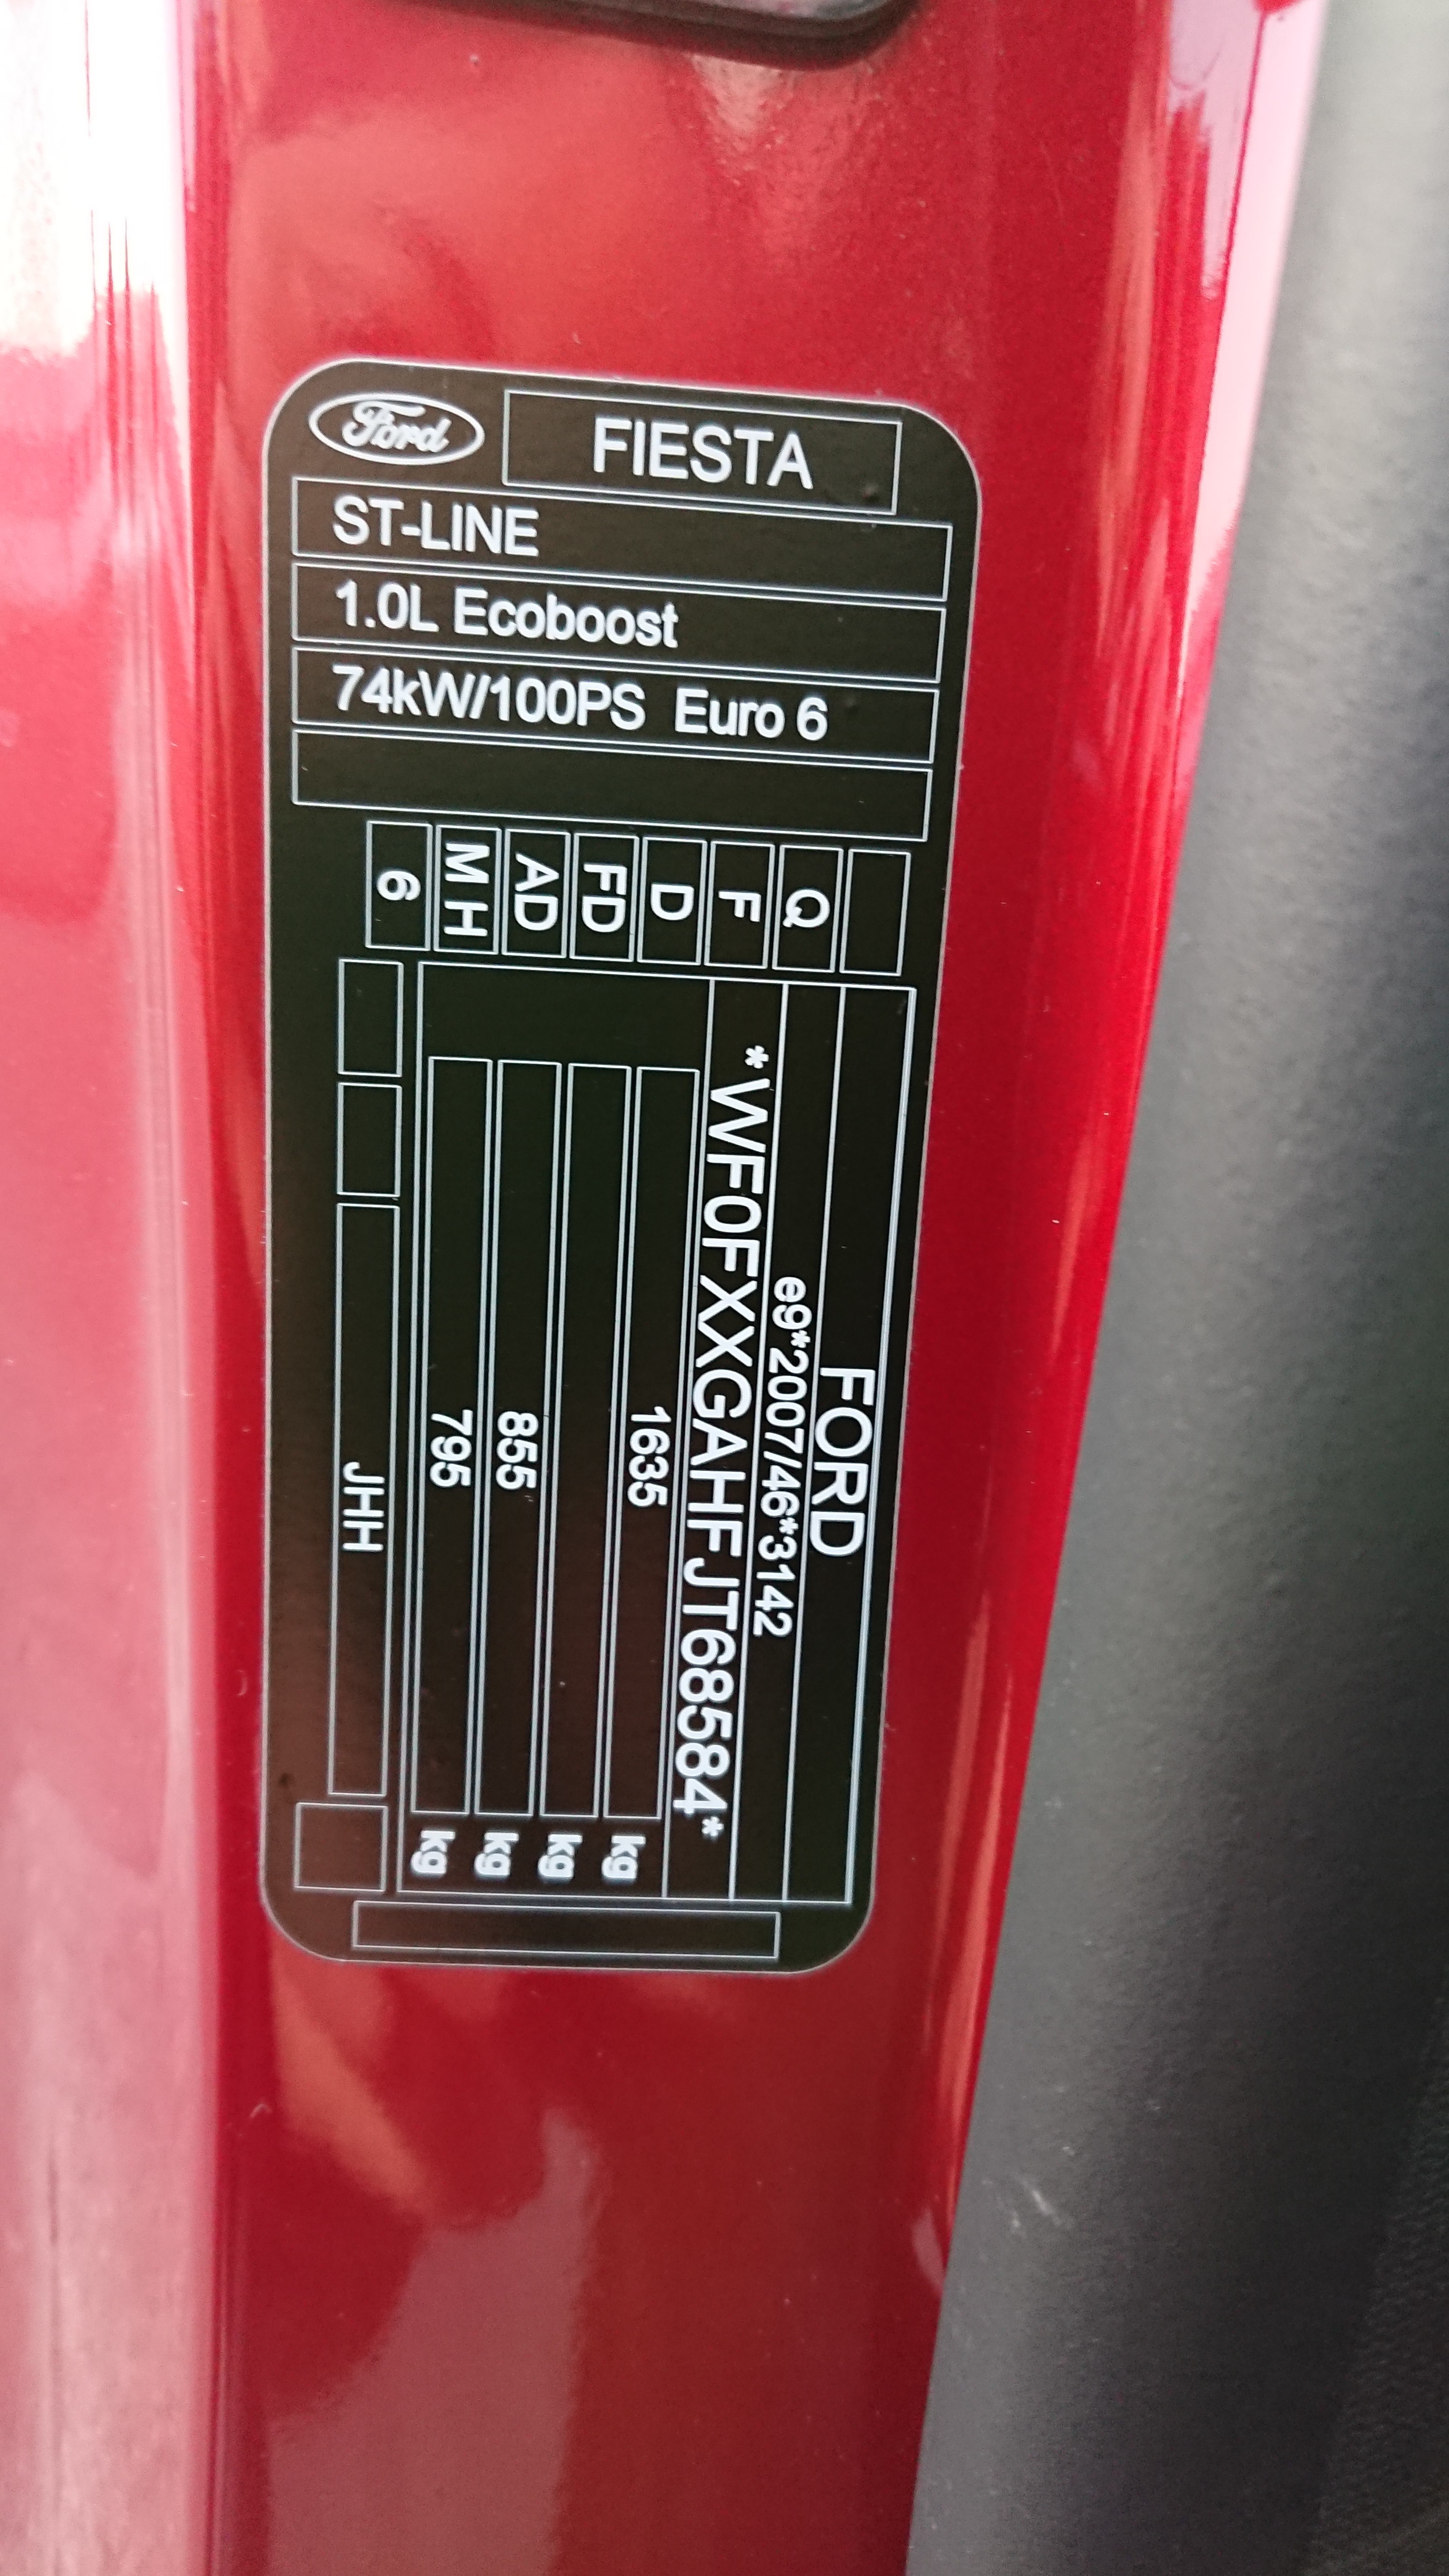 Ford
FIESTA
ST-LINE
1.0L Ecoboost
74kW/100PS Euro 6
Q
F
D
FD
AD
M H
6
FORD
e9*2007/46*3142
*WF0FXXGAHFJT68584*
1635 kg
kg
855 kg
795 kg
JHH